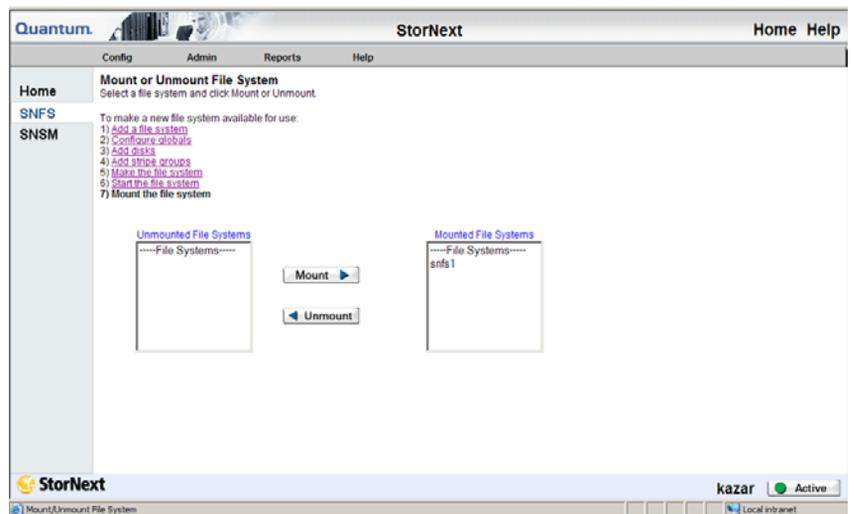 Quantum.
StorNext
Home Help
Config Admin Reports Help
Home
SNFS
SNSM
Mount or Unmount File System
Select a file system and click Mount or Unmount.
To make a new file system available for use:
1) Add a file system
2) Configure globals
3) Add disks
4) Add stripe groups
5) Make the file system
6) Start the file system
7) Mount the file system
Unmounted File Systems
-----File Systems-----
Mount
Unmount
Mounted File Systems
-----File Systems-----
snfs1
StorNext
kazar
Active
Mount/Unmount File System
Local intranet